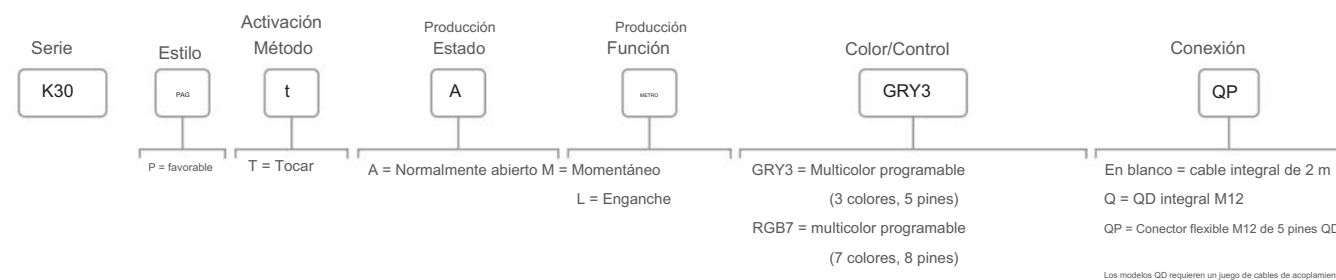 Serie
Estilo
Activación
Método
Producción
Estado
Producción
Función
Color/Control
Conexión
K30
PAG
t
A
METRO
GRY3
QP
P = favorable
T = Tocar
A = Normalmente abierto M = Momentáneo
L = Enganche
GRY3 = Multicolor programable
(3 colores, 5 pines)
RGB7 = multicolor programable
(7 colores, 8 pines)
En blanco = cable integral de 2 m
Q = QD integral M12
QP = Conector flexible M12 de 5 pines QD
Los modelos QD requieren un juego de cables de